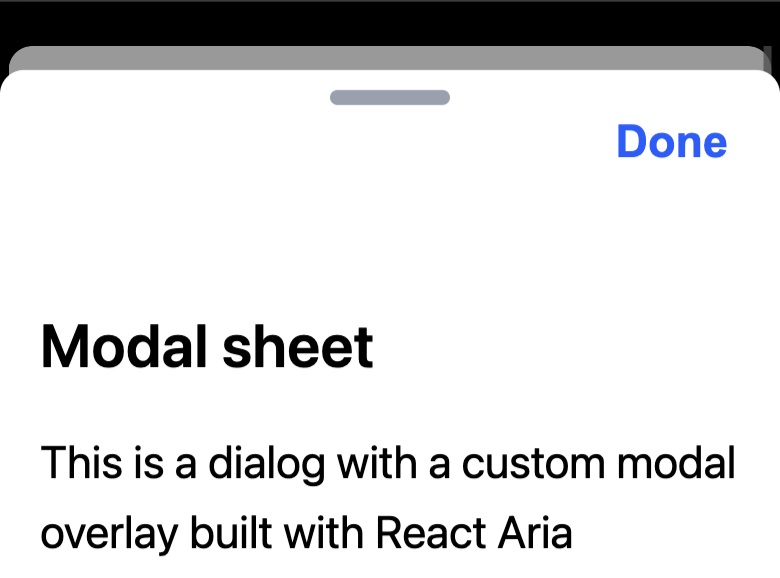 Done
Modal sheet
This is a dialog with a custom modal
overlay built with React Aria